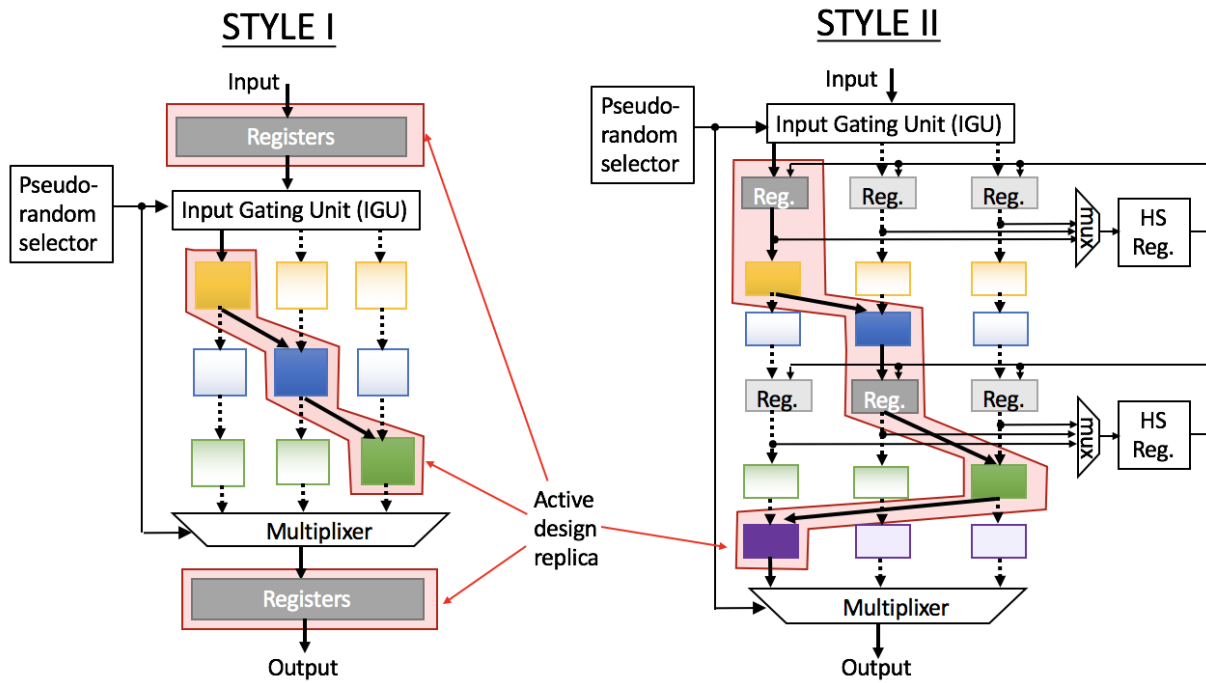 STYLE I
Input
Registers
Pseudo-
random
selector
Input Gating Unit (IGU)
Multiplixer
Registers
Output
Active
design
replica
STYLE II
Input
Pseudo-
random
selector
Input Gating Unit (IGU)
Reg.
Reg.
Reg.
mux
HS
Reg.
Reg.
Reg.
Reg.
mux
HS
Reg.
Multiplixer
Output